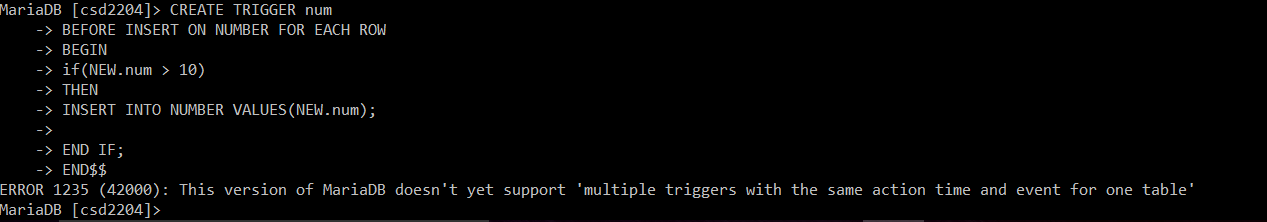 MariaDB [csd2204]> CREATE TRIGGER num
    -> BEFORE INSERT ON NUMBER FOR EACH ROW
    -> BEGIN
    -> if(NEW.num > 10)
    -> THEN
    -> INSERT INTO NUMBER VALUES(NEW.num);
    ->
    -> END IF;
    -> END$$
ERROR 1235 (42000): This version of MariaDB doesn't yet support 'multiple triggers with the same action time and event for one table'
MariaDB [csd2204]>